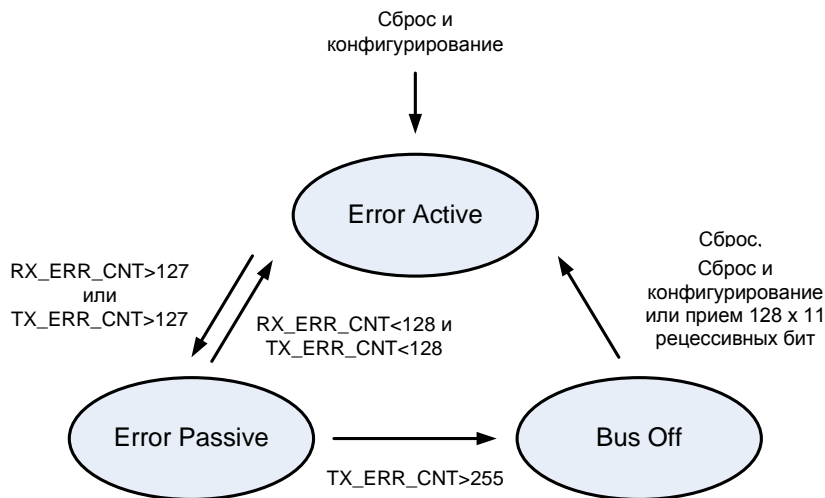 Сброс и
конфигурирование
Error Active
RX_ERR_CNT>127
или
TX_ERR_CNT>127
RX_ERR_CNT<128 и
TX_ERR_CNT<128
Сброс,
Сброс и
конфигурирование
или прием 128 x 11
рецессивных бит
Error Passive
Bus Off
TX_ERR_CNT>255